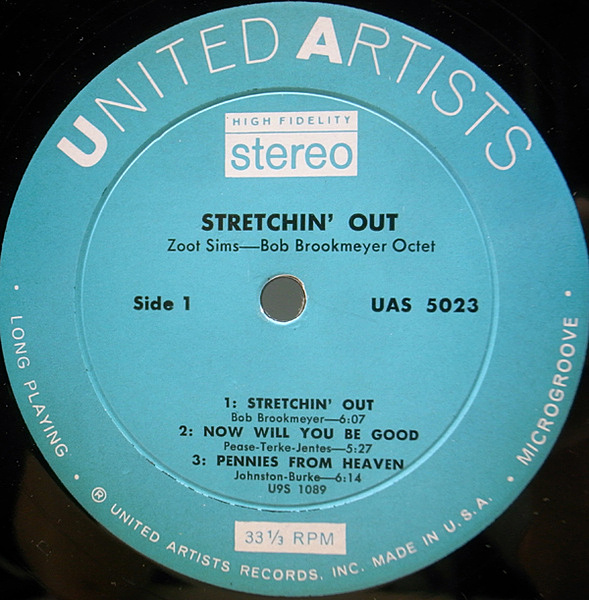 UNITED ARTISTS
HIGH FIDELITY
stereo
STRETCHIN' OUT
Zoot Sims—Bob Brookmeyer Octet
Side 1
UAS 5023
1: STRETCHIN' OUT
Bob Brookmeyer—6:07
2: NOW WILL YOU BE GOOD
Pease-Terke-Jentes—5:27
3: PENNIES FROM HEAVEN
Johnston-Burke—6:14
U9S 1089
33 1/3 RPM
• LONG PLAYING •
® UNITED ARTISTS RECORDS, INC. MADE IN U.S.A.
• MICROGROOVE •